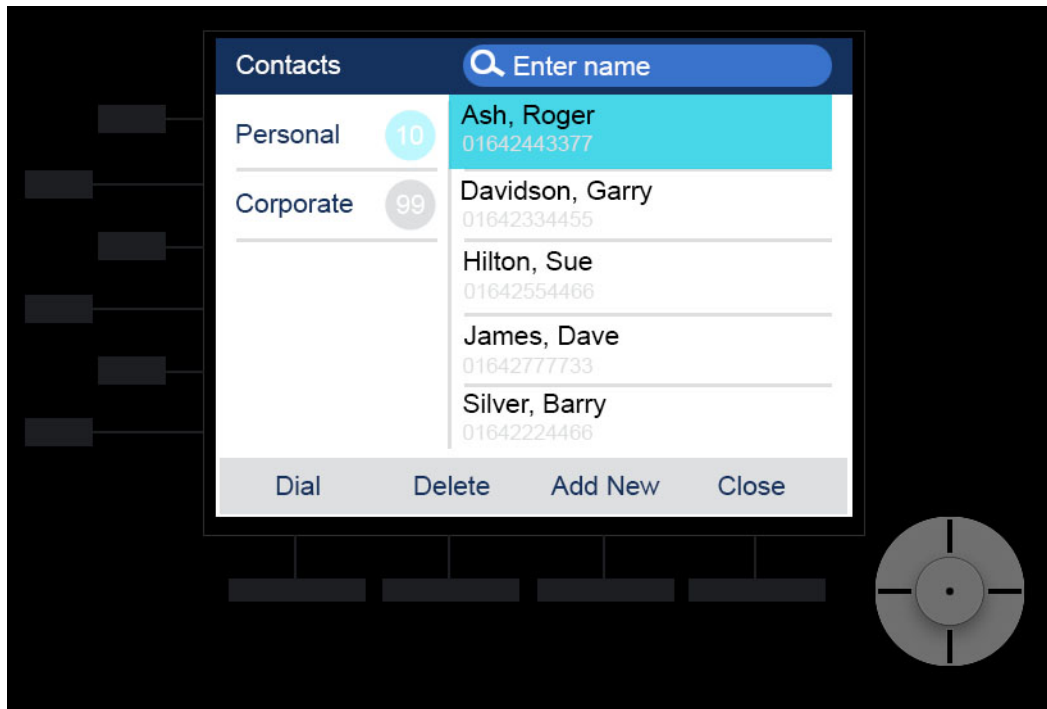 Contacts
Enter name
Personal 10
Corporate 99
Ash, Roger
01642443377
Davidson, Garry
01642334455
Hilton, Sue
01642554466
James, Dave
01642777733
Silver, Barry
01642224466
Dial Delete Add New Close